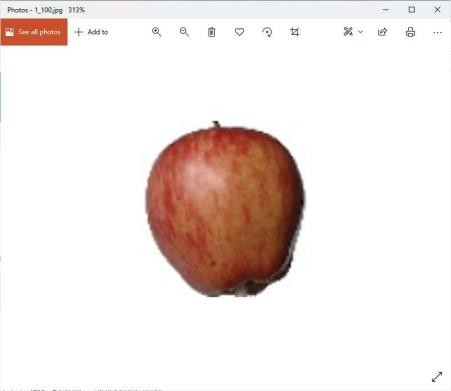 Photos - 1_100.jpg 313%
See all photos
Add to